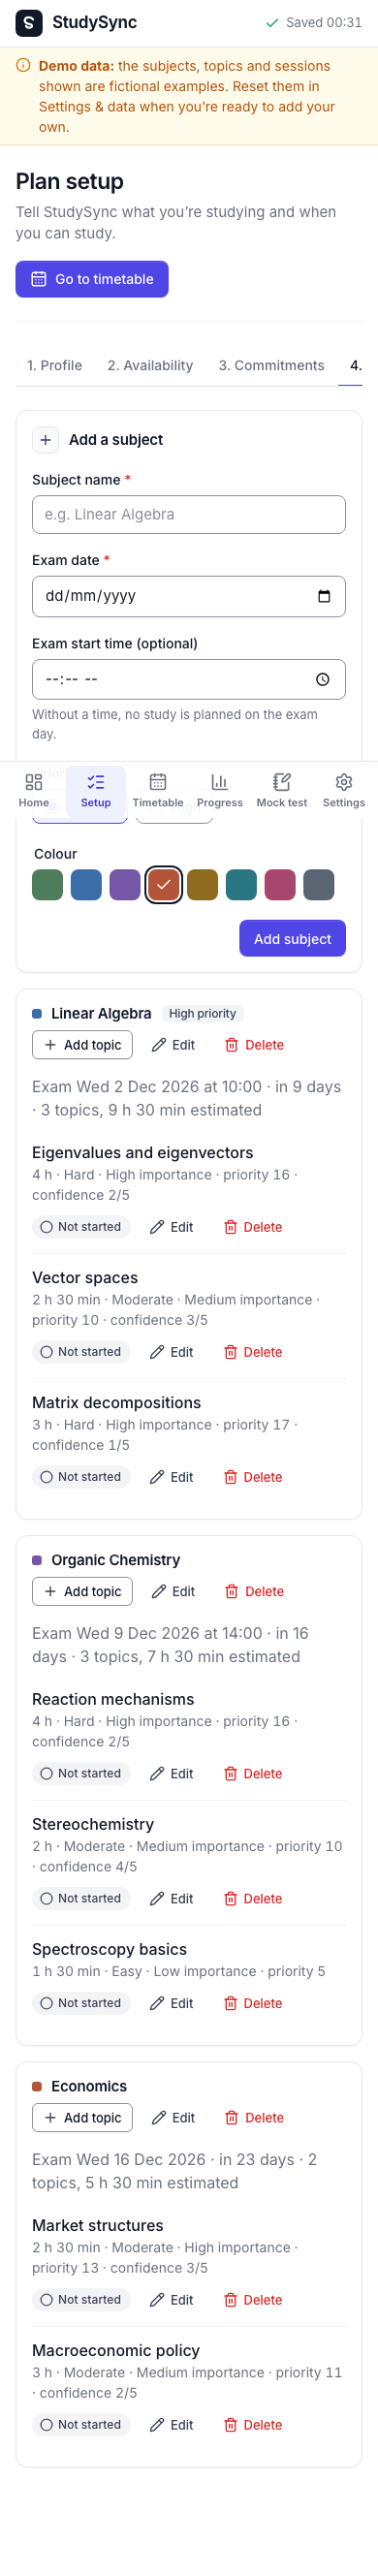 S StudySync
Saved 00:31
Demo data: the subjects, topics and sessions
shown are fictional examples. Reset them in
Settings & data when you’re ready to add your
own.
Plan setup
Tell StudySync what you’re studying and when
you can study.
Go to timetable
1. Profile 2. Availability 3. Commitments 4.
Add a subject
Subject name *
e.g. Linear Algebra
Exam date *
dd/mm/yyyy
Exam start time (optional)
--:-- --
Without a time, no study is planned on the exam
day.
Home Setup Timetable Progress Mock test Settings
Colour
Add subject
Linear Algebra High priority
Add topic Edit Delete
Exam Wed 2 Dec 2026 at 10:00 · in 9 days
· 3 topics, 9 h 30 min estimated
Eigenvalues and eigenvectors
4 h · Hard · High importance · priority 16 ·
confidence 2/5
Not started Edit Delete
Vector spaces
2 h 30 min · Moderate · Medium importance ·
priority 10 · confidence 3/5
Not started Edit Delete
Matrix decompositions
3 h · Hard · High importance · priority 17 ·
confidence 1/5
Not started Edit Delete
Organic Chemistry
Add topic Edit Delete
Exam Wed 9 Dec 2026 at 14:00 · in 16
days · 3 topics, 7 h 30 min estimated
Reaction mechanisms
4 h · Hard · High importance · priority 16 ·
confidence 2/5
Not started Edit Delete
Stereochemistry
2 h · Moderate · Medium importance · priority 10
· confidence 4/5
Not started Edit Delete
Spectroscopy basics
1 h 30 min · Easy · Low importance · priority 5
Not started Edit Delete
Economics
Add topic Edit Delete
Exam Wed 16 Dec 2026 · in 23 days · 2
topics, 5 h 30 min estimated
Market structures
2 h 30 min · Moderate · High importance ·
priority 13 · confidence 3/5
Not started Edit Delete
Macroeconomic policy
3 h · Moderate · Medium importance · priority 11
· confidence 2/5
Not started Edit Delete